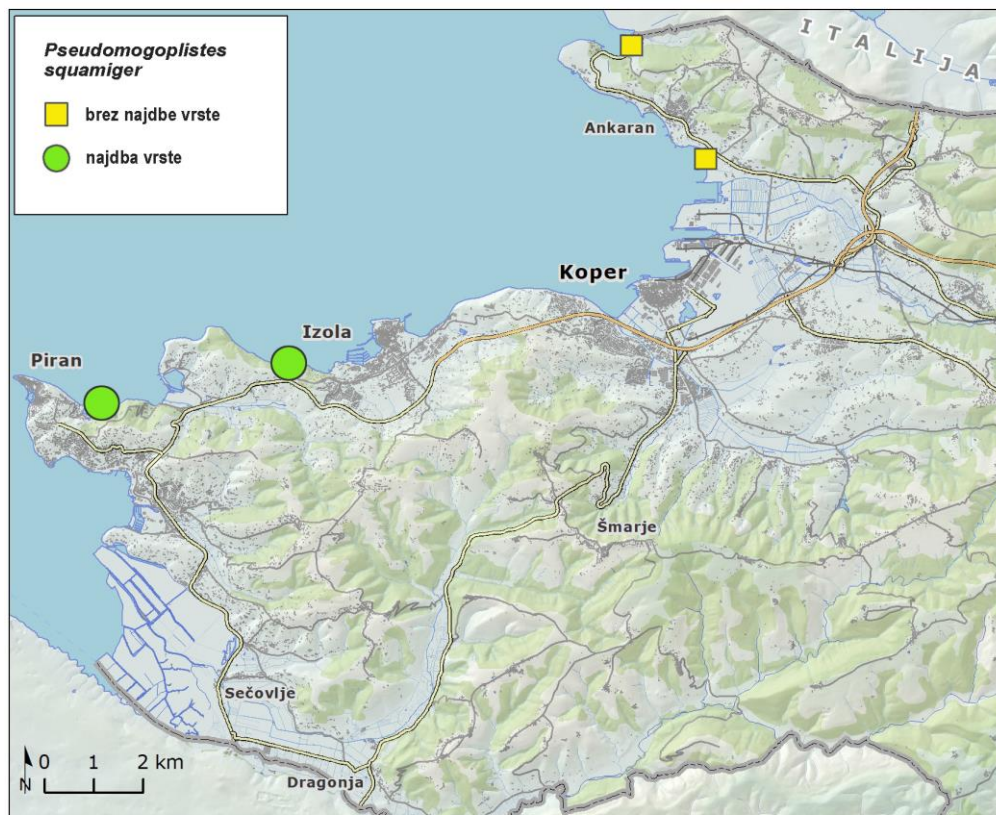 Pseudomogoplistes
squamiger
brez najdbe vrste
najdba vrste
ITALIJA
Ankaran
Koper
Izola
Piran
Šmarje
Sečovlje
Dragonja
N
0 1 2 km